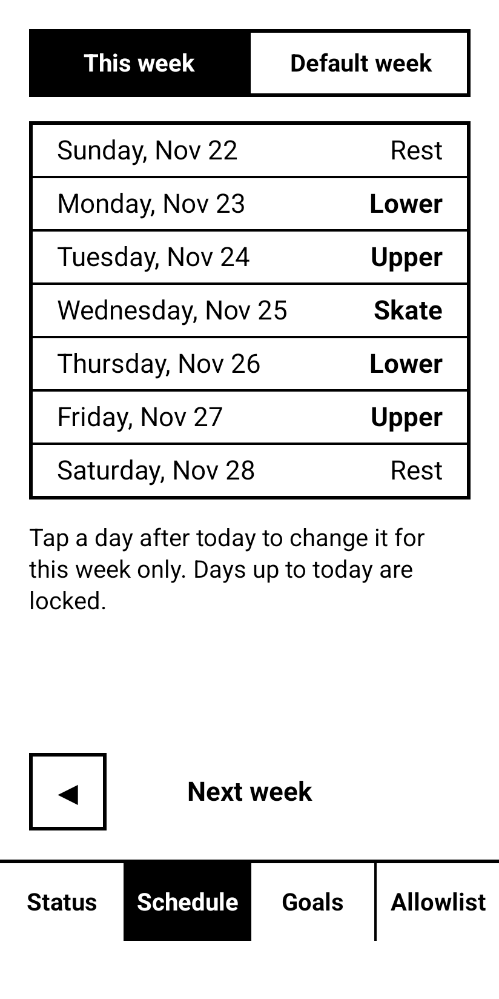 This week Default week
Sunday, Nov 22 Rest
Monday, Nov 23 Lower
Tuesday, Nov 24 Upper
Wednesday, Nov 25 Skate
Thursday, Nov 26 Lower
Friday, Nov 27 Upper
Saturday, Nov 28 Rest
Tap a day after today to change it for
this week only. Days up to today are
locked.
Next week
Status Schedule Goals Allowlist